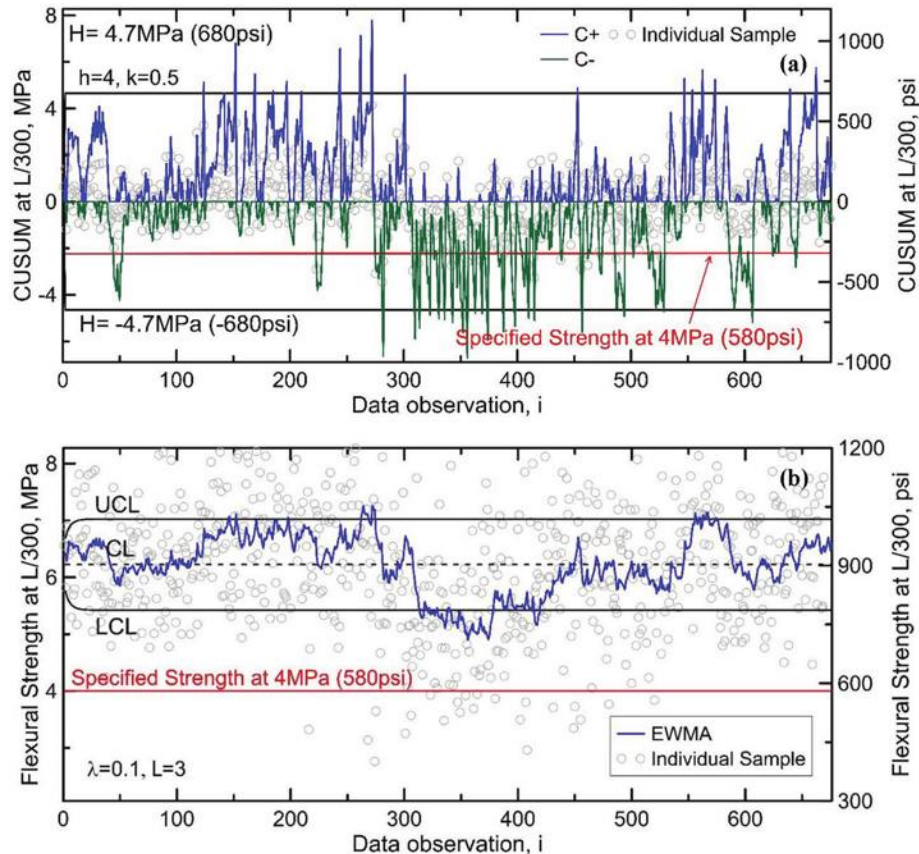 H= 4.7MPa (680psi)
h=4, k=0.5
C+ Individual Sample
C-
(a)
8
4
0
-4
CUSUM at L/300, MPa
1000
500
0
-500
-1000
CUSUM at L/300, psi
H= -4.7MPa (-680psi)
Specified Strength at 4MPa (580psi)
0 100 200 300 400 500 600
Data observation, i
(b)
8
6
4
Flexural Strength at L/300, MPa
1200
900
600
300
Flexural Strength at L/300, psi
UCL
CL
LCL
Specified Strength at 4MPa (580psi)
λ=0.1, L=3
EWMA
Individual Sample
0 100 200 300 400 500 600
Data observation, i